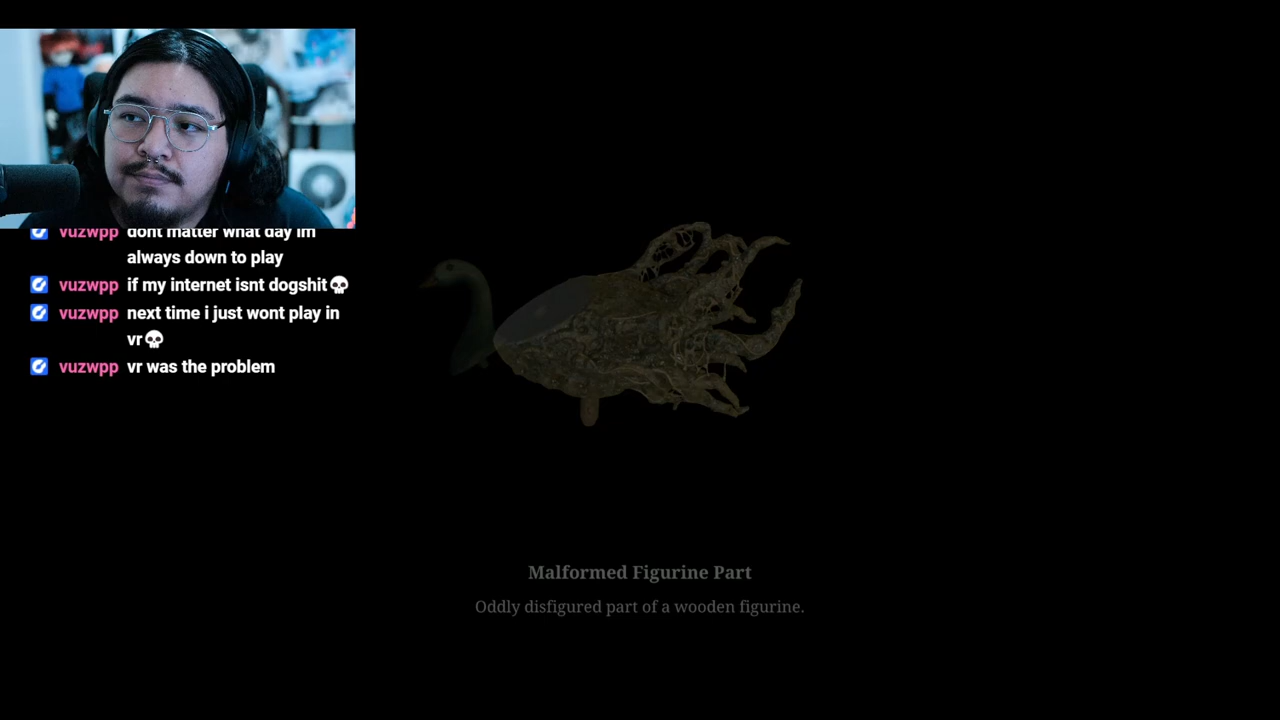 vuzwpp dont matter what day im
always down to play
vuzwpp if my internet isnt dogshit💀
vuzwpp next time i just wont play in
vr💀
vuzwpp vr was the problem
Malformed Figurine Part
Oddly disfigured part of a wooden figurine.